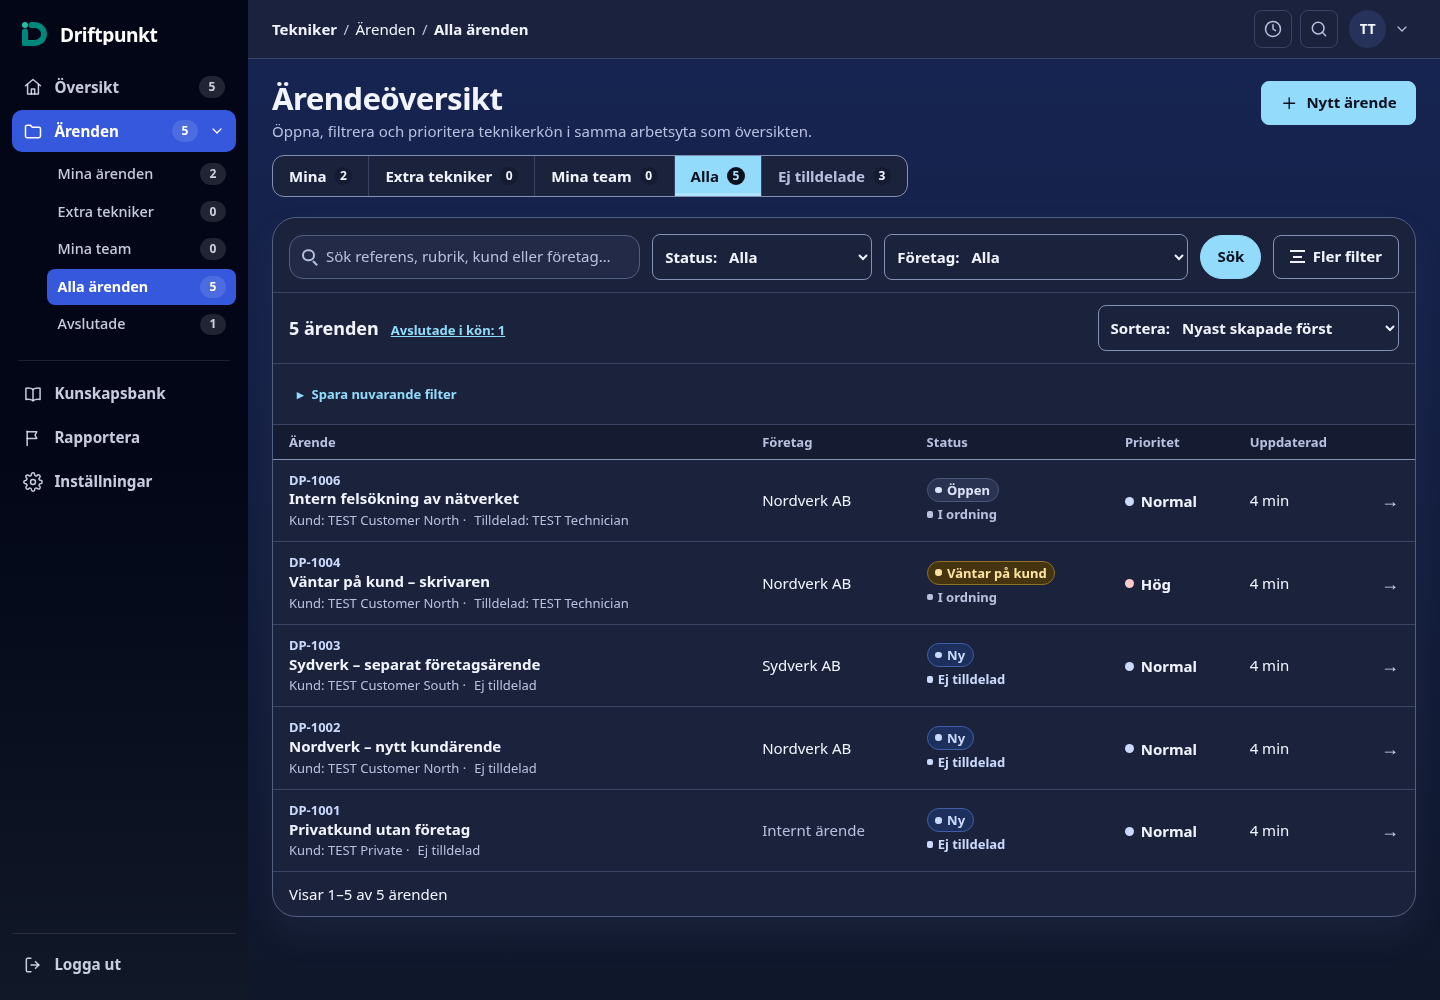 Driftpunkt
Översikt 5
Ärenden 5
Mina ärenden 2
Extra tekniker 0
Mina team 0
Alla ärenden 5
Avslutade 1
Kunskapsbank
Rapportera
Inställningar
Logga ut
Tekniker / Ärenden / Alla ärenden
TT
Ärendeöversikt
Öppna, filtrera och prioritera teknikerkön i samma arbetsyta som översikten.
Nytt ärende
Mina 2 Extra tekniker 0 Mina team 0 Alla 5 Ej tilldelade 3
Sök referens, rubrik, kund eller företag... Status: Alla Företag: Alla Sök Fler filter
5 ärenden Avslutade i kön: 1 Sortera: Nyast skapade först
▸ Spara nuvarande filter
Ärende Företag Status Prioritet Uppdaterad
DP-1006
Intern felsökning av nätverket
Kund: TEST Customer North · Tilldelad: TEST Technician
Nordverk AB
Öppen
I ordning
Normal
4 min
→
DP-1004
Väntar på kund – skrivaren
Kund: TEST Customer North · Tilldelad: TEST Technician
Nordverk AB
Väntar på kund
I ordning
Hög
4 min
→
DP-1003
Sydverk – separat företagsärende
Kund: TEST Customer South · Ej tilldelad
Sydverk AB
Ny
Ej tilldelad
Normal
4 min
→
DP-1002
Nordverk – nytt kundärende
Kund: TEST Customer North · Ej tilldelad
Nordverk AB
Ny
Ej tilldelad
Normal
4 min
→
DP-1001
Privatkund utan företag
Kund: TEST Private · Ej tilldelad
Internt ärende
Ny
Ej tilldelad
Normal
4 min
→
Visar 1–5 av 5 ärenden